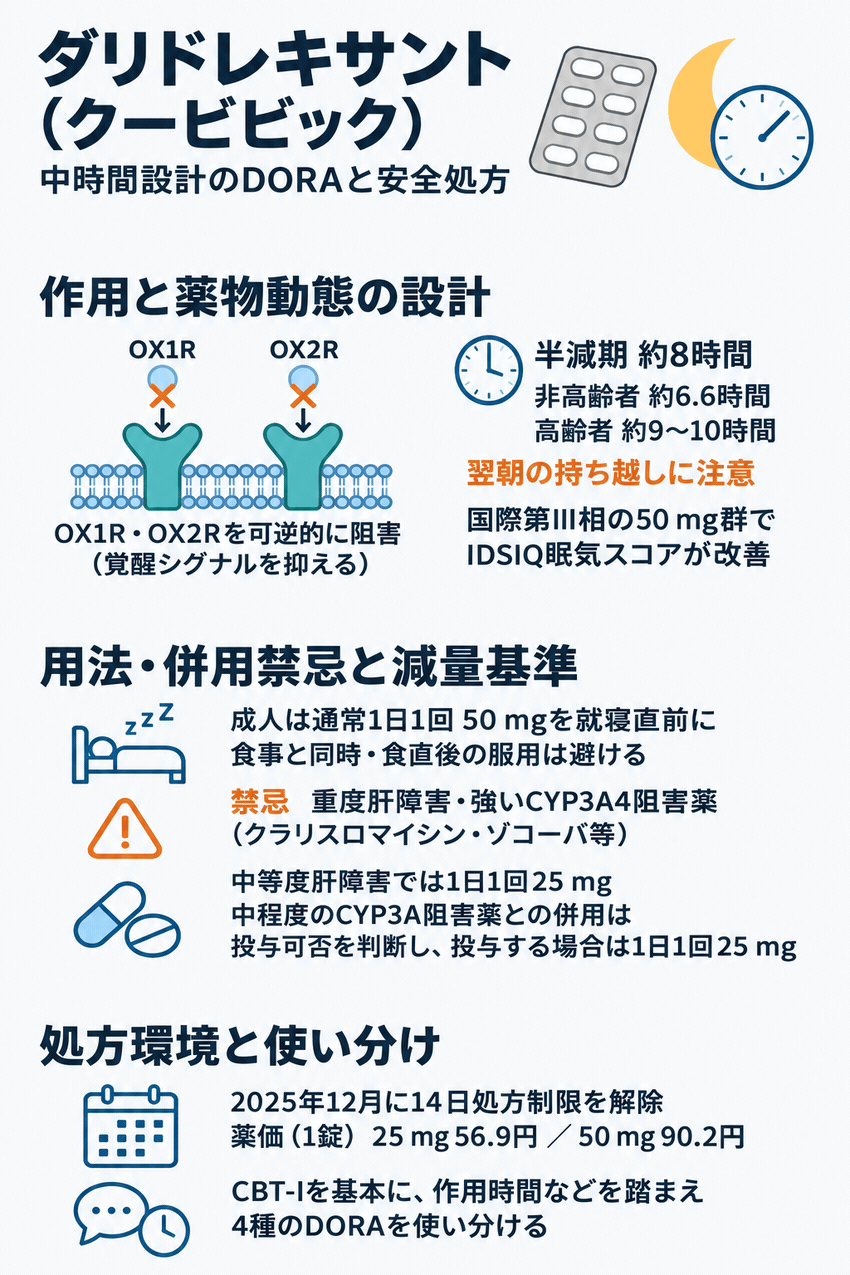 ダリドレキサント
（クービビック）
中時間設計のDORAと安全処方
作用と薬物動態の設計
OX1R
OX2R
OX1R・OX2Rを可逆的に阻害
（覚醒シグナルを抑える）
半減期 約8時間
非高齢者 約6.6時間
高齢者 約9〜10時間
翌朝の持ち越しに注意
国際第III相の50 mg群で
IDSIQ眠気スコアが改善
用法・併用禁忌と減量基準
zzZ
成人は通常1日1回 50 mgを就寝直前に
食事と同時・食直後の服用は避ける
禁忌 重度肝障害・強いCYP3A4阻害薬
（クラリスロマイシン・ゾコーバ等）
中等度肝障害では1日1回25 mg
中程度のCYP3A阻害薬との併用は
投与可否を判断し、投与する場合は1日1回25 mg
処方環境と使い分け
2025年12月に14日処方制限を解除
薬価（1錠） 25 mg 56.9円 ／ 50 mg 90.2円
CBT-Iを基本に、作用時間などを踏まえ
4種のDORAを使い分ける